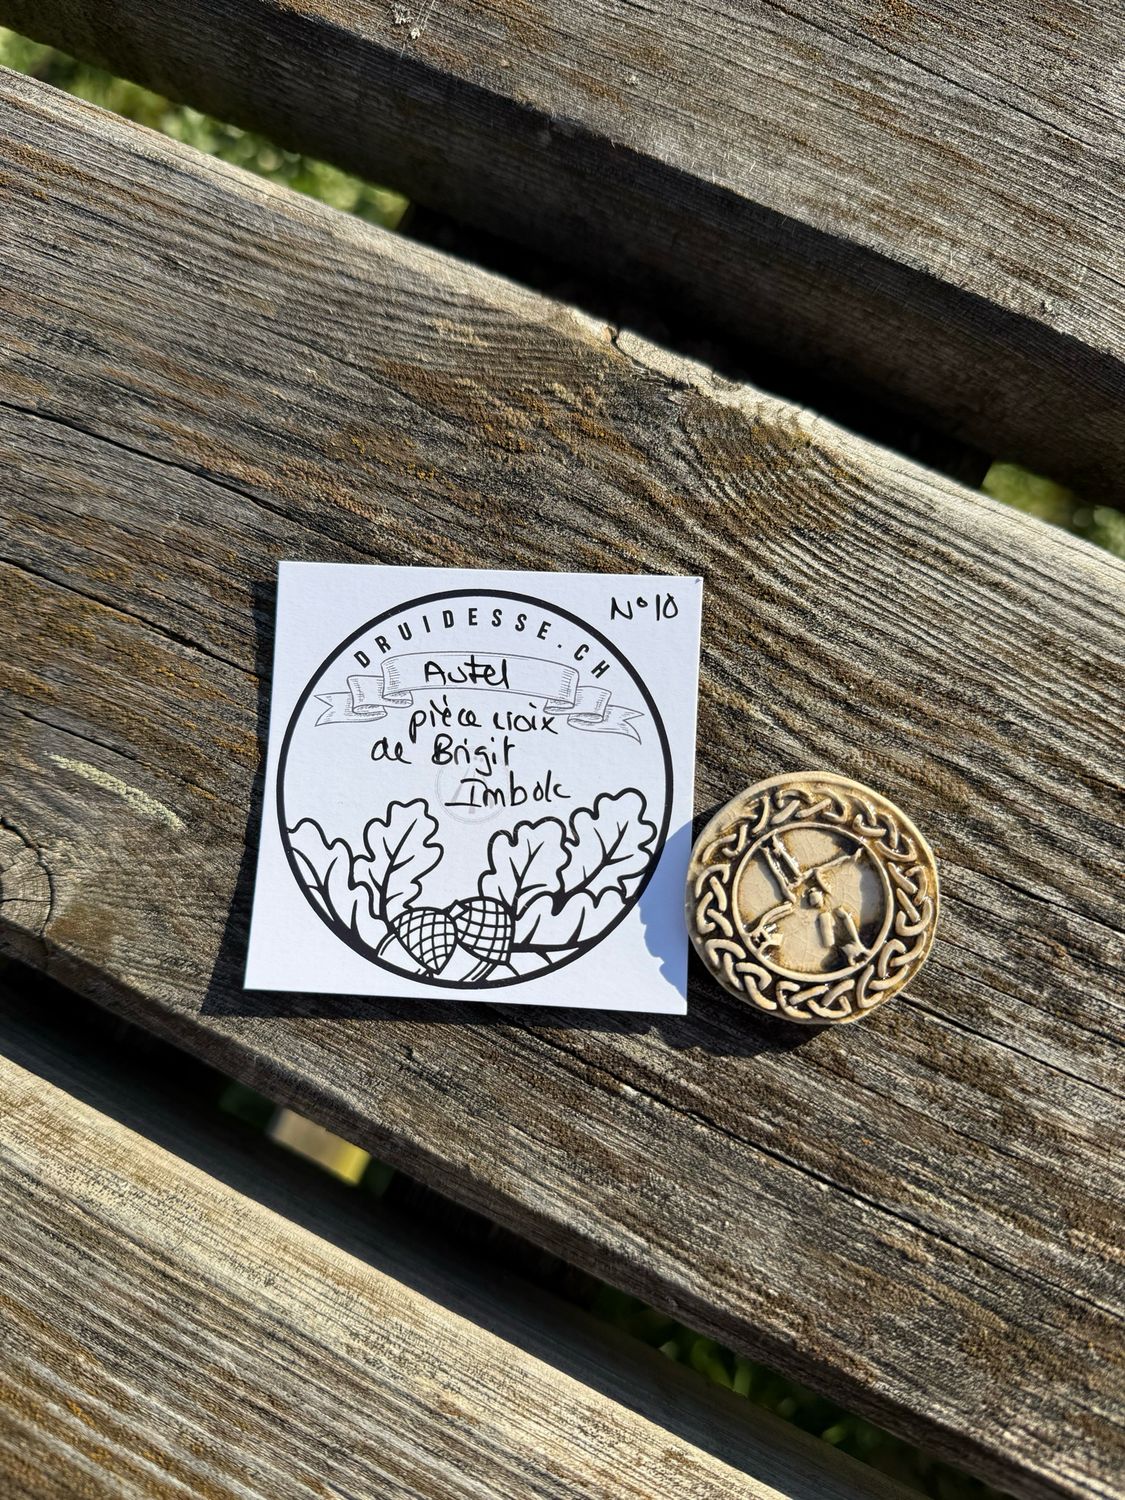 N°10
DRUIDESSE.CH
Autel
pièce croix
de Brigit
Imbolc